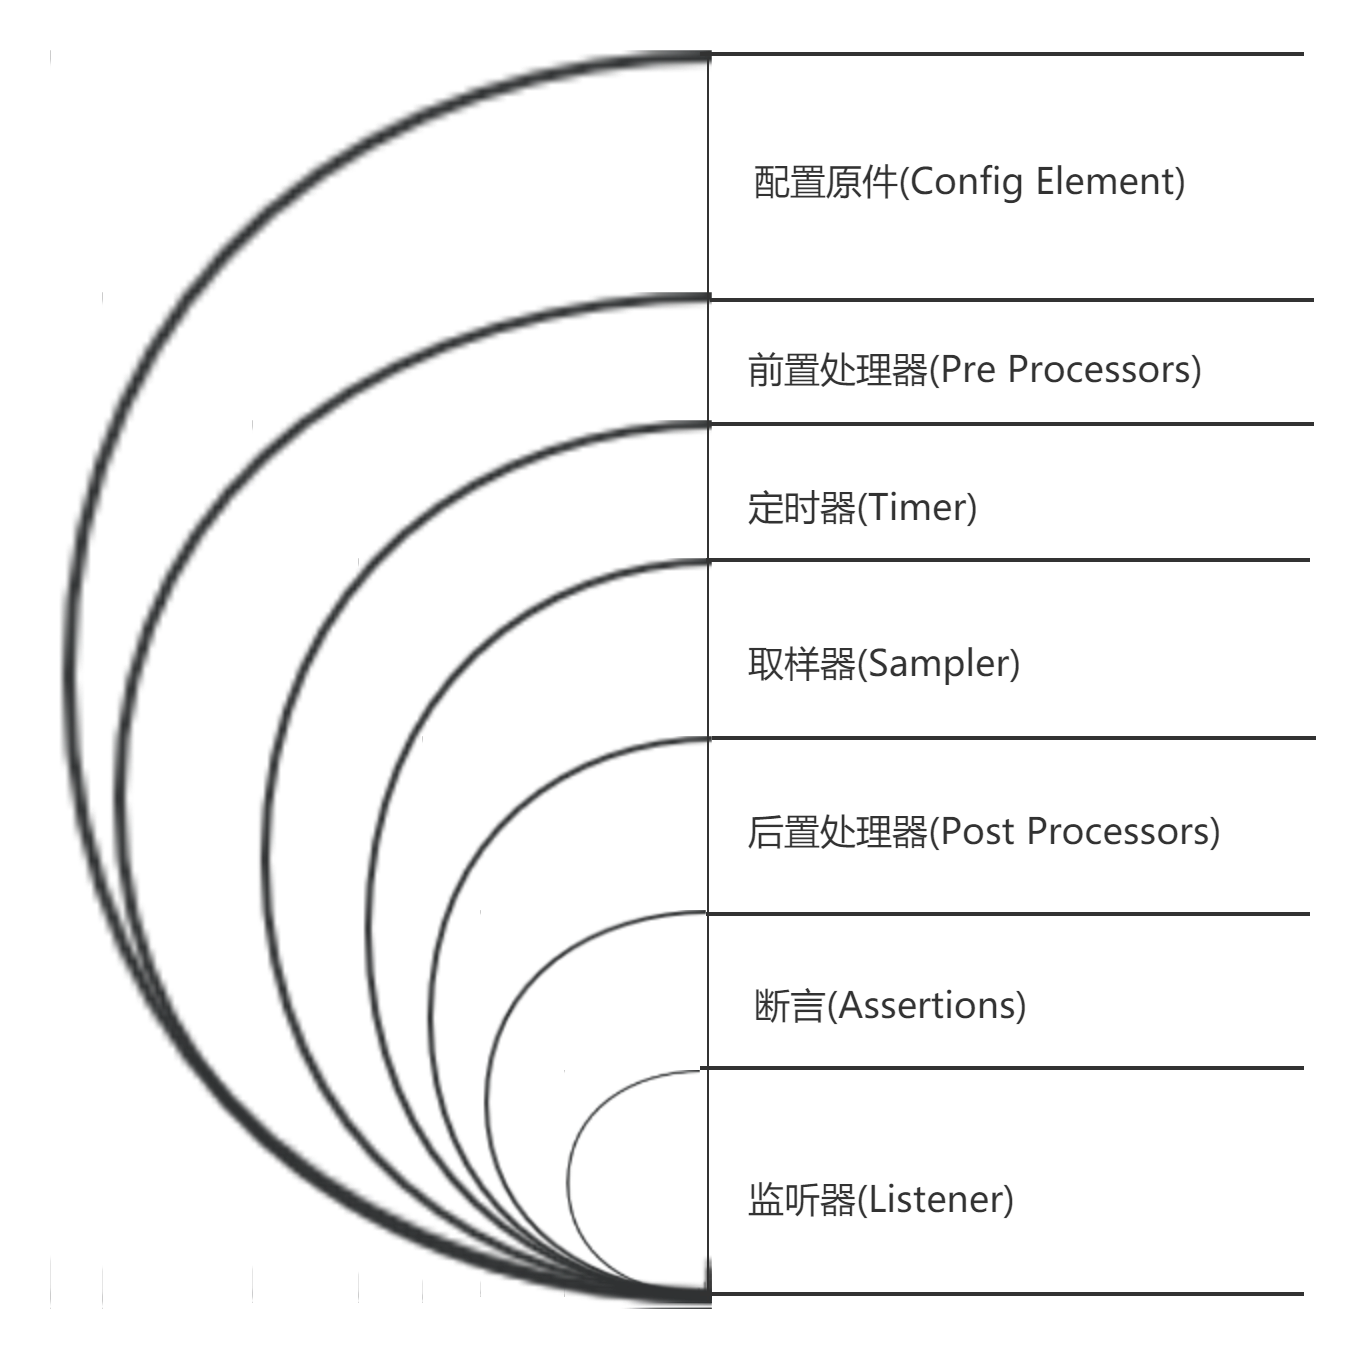 配置原件(Config Element)
前置处理器(Pre Processors)
定时器(Timer)
取样器(Sampler)
后置处理器(Post Processors)
断言(Assertions)
监听器(Listener)